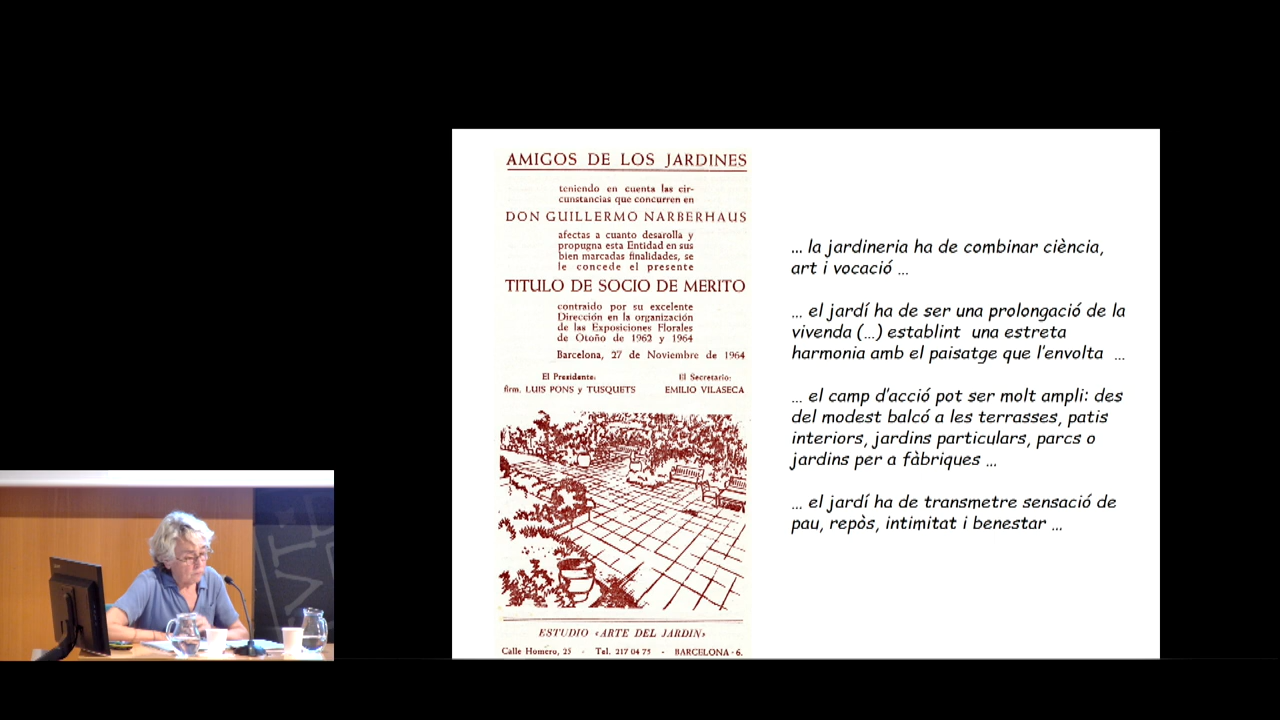 AMIGOS DE LOS JARDINES
teniendo en cuenta las cir-
cunstancias que concurren en
DON GUILLERMO NARBERHAUS
afectas a cuanto desarolla y
propugna esta Entidad en sus
bien marcadas finalidades, se
le concede el presente
TITULO DE SOCIO DE MERITO
contraido por su excelente
Dirección en la organización
de las Exposiciones Florales
de Otoño de 1962 y 1964
Barcelona, 27 de Noviembre de 1964
El Presidente:
firm. LUIS PONS y TUSQUETS
El Secretario:
EMILIO VILASECA
ESTUDIO «ARTE DEL JARDIN»
Calle Homero, 25 - Tel. 217 04 75 - BARCELONA - 6.
... la jardineria ha de combinar ciència,
art i vocació ...
... el jardí ha de ser una prolongació de la
vivenda (...) establint una estreta
harmonia amb el paisatge que l'envolta ...
... el camp d'acció pot ser molt ampli: des
del modest balcó a les terrasses, patis
interiors, jardins particulars, parcs o
jardins per a fàbriques ...
... el jardí ha de transmetre sensació de
pau, repòs, intimitat i benestar ...